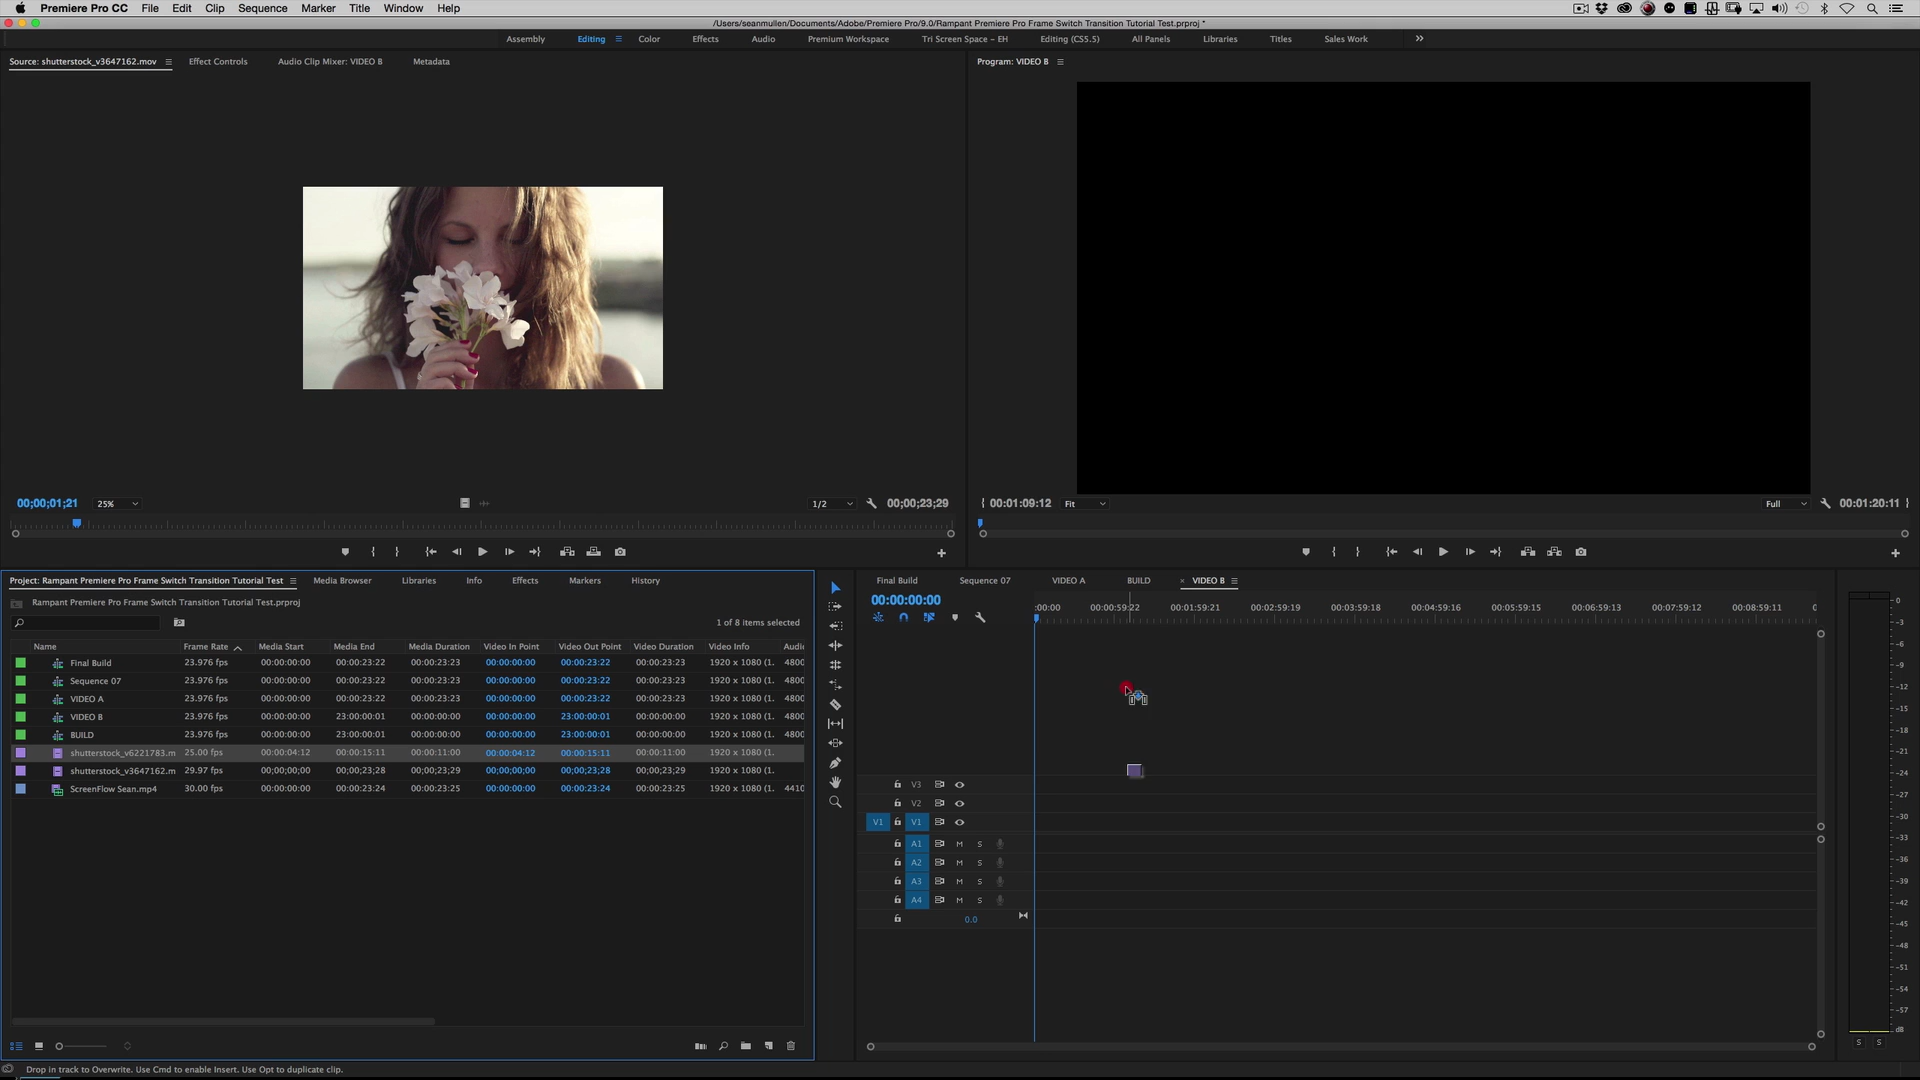 Premiere Pro CC File Edit Clip Sequence Marker Title Window Help
/Users/seanmullen/Documents/Adobe/Premiere Pro/9.0/Rampant Premiere Pro Frame Switch Transition Tutorial Test.prproj *
Assembly Editing Color Effects Audio Premium Workspace Tri Screen Space - EH Editing (CS5.5) All Panels Libraries Titles Sales Work
Source: shutterstock_v3647162.mov Effect Controls Audio Clip Mixer: VIDEO B Metadata
Program: VIDEO B
00;00;01;21 25% 1/2 00;00;23;29
00:01:09:12 Fit Full 00:01:20:11
Project: Rampant Premiere Pro Frame Switch Transition Tutorial Test Media Browser Libraries Info Effects Markers History
Rampant Premiere Pro Frame Switch Transition Tutorial Test.prproj
1 of 8 items selected
Name Frame Rate Media Start Media End Media Duration Video In Point Video Out Point Video Duration Video Info Audi
Final Build 23.976 fps 00:00:00:00 00:00:23:22 00:00:23:23 00:00:00:00 00:00:23:22 00:00:23:23 1920 x 1080 (1. 4800
Sequence 07 23.976 fps 00:00:00:00 00:00:23:22 00:00:23:23 00:00:00:00 00:00:23:22 00:00:23:23 1920 x 1080 (1. 4800
VIDEO A 23.976 fps 00:00:00:00 00:00:23:22 00:00:23:23 00:00:00:00 00:00:23:22 00:00:23:23 1920 x 1080 (1. 4800
VIDEO B 23.976 fps 00:00:00:00 23:00:00:01 00:00:00:00 00:00:00:00 23:00:00:01 00:00:00:00 1920 x 1080 (1. 4800
BUILD 23.976 fps 00:00:00:00 23:00:00:01 00:00:00:00 00:00:00:00 23:00:00:01 00:00:00:00 1920 x 1080 (1. 4800
shutterstock_v6221783.m 25.00 fps 00:00:04:12 00:00:15:11 00:00:11:00 00:00:04:12 00:00:15:11 00:00:11:00 1920 x 1080 (1.
shutterstock_v3647162.m 29.97 fps 00;00;00;00 00;00;23;28 00;00;23;29 00;00;00;00 00;00;23;28 00;00;23;29 1920 x 1080 (1.
ScreenFlow Sean.mp4 30.00 fps 00:00:00:00 00:00:23:24 00:00:23:25 00:00:00:00 00:00:23:24 00:00:23:25 1920 x 1080 (1. 4410
Final Build Sequence 07 VIDEO A BUILD × VIDEO B
00:00:00:00
:00:00 00:00:59:22 00:01:59:21 00:02:59:19 00:03:59:18 00:04:59:16 00:05:59:15 00:06:59:13 00:07:59:12 00:08:59:11 0
V3
V2
V1 V1
A1 M S
A2 M S
A3 M S
A4 M S
0.0
0
-3
-6
-9
-12
-15
-18
-21
-24
-27
-30
-33
-36
-39
-42
-45
-48
-51
-54
-57
dB
S S
Drop in track to Overwrite. Use Cmd to enable Insert. Use Opt to duplicate clip.